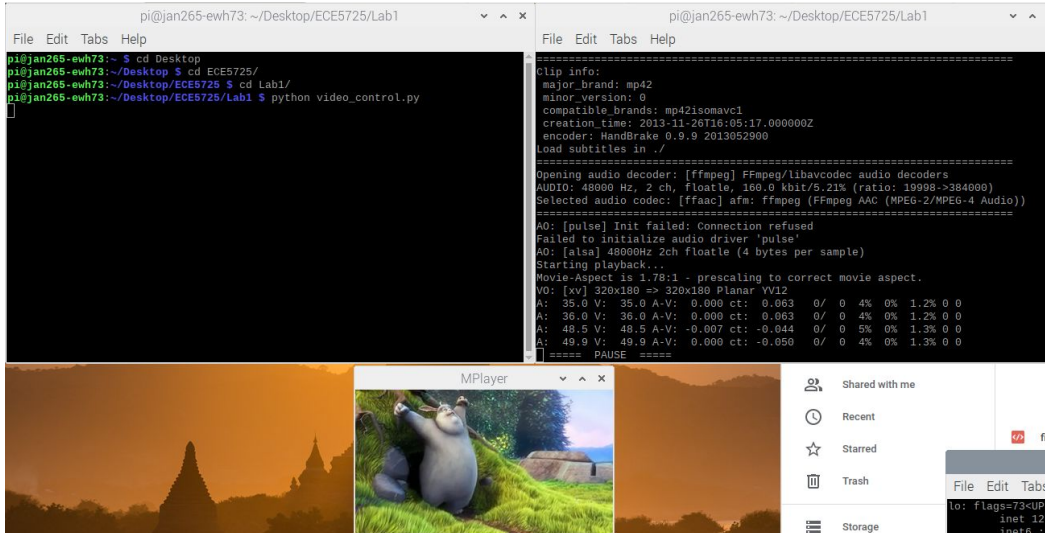 pi@jan265-ewh73: ~/Desktop/ECE5725/Lab1
File Edit Tabs Help
pi@jan265-ewh73:~ $ cd Desktop
pi@jan265-ewh73:~/Desktop $ cd ECE5725/
pi@jan265-ewh73:~/Desktop/ECE5725 $ cd Lab1/
pi@jan265-ewh73:~/Desktop/ECE5725/Lab1 $ python video_control.py
pi@jan265-ewh73: ~/Desktop/ECE5725/Lab1
File Edit Tabs Help
==========================================================================
Clip info:
major_brand: mp42
minor_version: 0
compatible_brands: mp42isomavc1
creation_time: 2013-11-26T16:05:17.000000Z
encoder: HandBrake 0.9.9 2013052900
Load subtitles in ./
==========================================================================
Opening audio decoder: [ffmpeg] FFmpeg/libavcodec audio decoders
AUDIO: 48000 Hz, 2 ch, floatle, 160.0 kbit/5.21% (ratio: 19998->384000)
Selected audio codec: [ffaac] afm: ffmpeg (FFmpeg AAC (MPEG-2/MPEG-4 Audio))
==========================================================================
AO: [pulse] Init failed: Connection refused
Failed to initialize audio driver 'pulse'
AO: [alsa] 48000Hz 2ch floatle (4 bytes per sample)
Starting playback...
Movie-Aspect is 1.78:1 - prescaling to correct movie aspect.
VO: [xv] 320x180 => 320x180 Planar YV12
A: 35.0 V: 35.0 A-V: 0.000 ct: 0.063 0/ 0 4% 0% 1.2% 0 0
A: 36.0 V: 36.0 A-V: 0.000 ct: 0.063 0/ 0 4% 0% 1.2% 0 0
A: 48.5 V: 48.5 A-V: -0.007 ct: -0.044 0/ 0 5% 0% 1.3% 0 0
A: 49.9 V: 49.9 A-V: 0.000 ct: -0.050 0/ 0 4% 0% 1.3% 0 0
===== PAUSE =====
MPlayer
Shared with me
Recent
Starred
Trash
Storage
File Edit Tabs
lo: flags=73<UP
inet 12
inet6